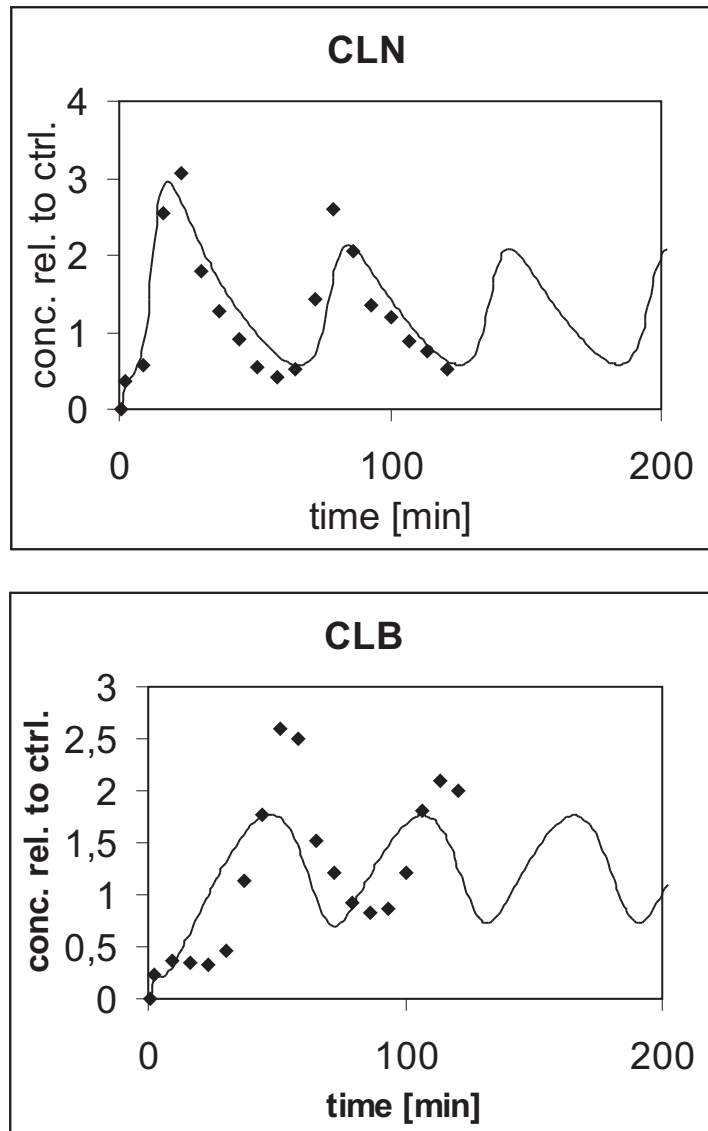 CLN
conc. rel. to ctrl.
4
3
2
1
0
0 100 200
time [min]
CLB
conc. rel. to ctrl.
3
2,5
2
1,5
1
0,5
0
0 100 200
time [min]